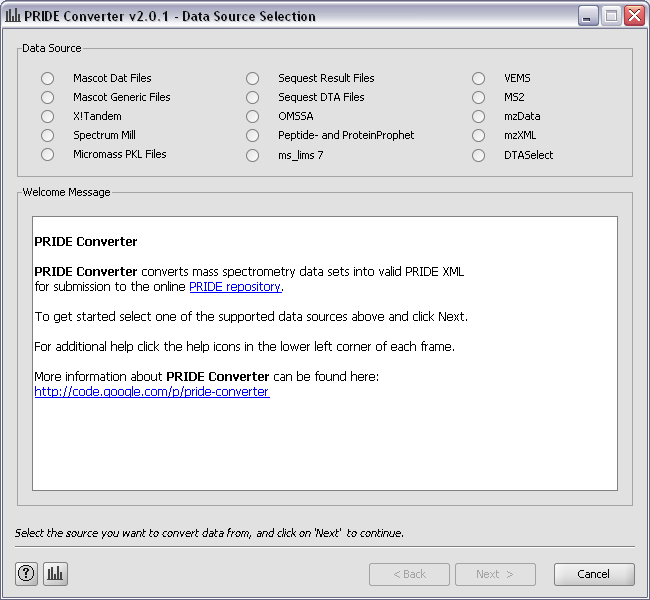 PRIDE Converter v2.0.1 - Data Source Selection
Data Source
Mascot Dat Files Sequest Result Files VEMS
Mascot Generic Files Sequest DTA Files MS2
X!Tandem OMSSA mzData
Spectrum Mill Peptide- and ProteinProphet mzXML
Micromass PKL Files ms_lims 7 DTASelect
Welcome Message
PRIDE Converter
PRIDE Converter converts mass spectrometry data sets into valid PRIDE XML
for submission to the online PRIDE repository.
To get started select one of the supported data sources above and click Next.
For additional help click the help icons in the lower left corner of each frame.
More information about PRIDE Converter can be found here:
http://code.google.com/p/pride-converter
Select the source you want to convert data from, and click on 'Next' to continue.
? < Back Next > Cancel